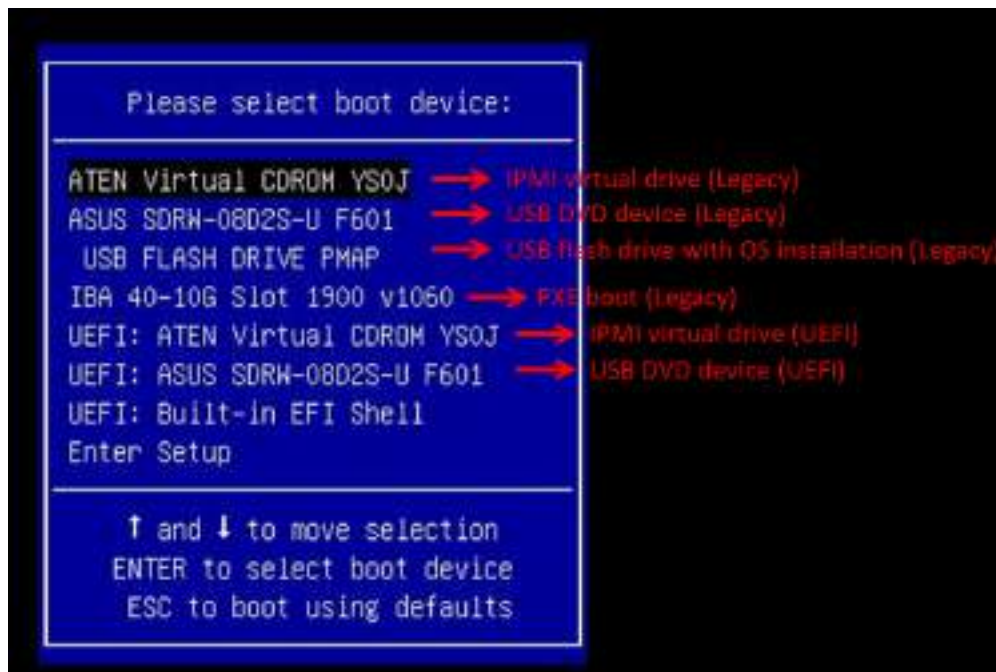 Please select boot device:
ATEN Virtual CDROM YS0J → IPMI virtual drive (Legacy)
ASUS SDRW-08D2S-U F601 → USB DVD device (Legacy)
USB FLASH DRIVE PMAP → USB flash drive with OS installation (Legacy)
IBA 40-10G Slot 1900 v1060 → PXE boot (Legacy)
UEFI: ATEN Virtual CDROM YS0J → IPMI virtual drive (UEFI)
UEFI: ASUS SDRW-08D2S-U F601 → USB DVD device (UEFI)
UEFI: Built-in EFI Shell
Enter Setup
↑ and ↓ to move selection
ENTER to select boot device
ESC to boot using defaults